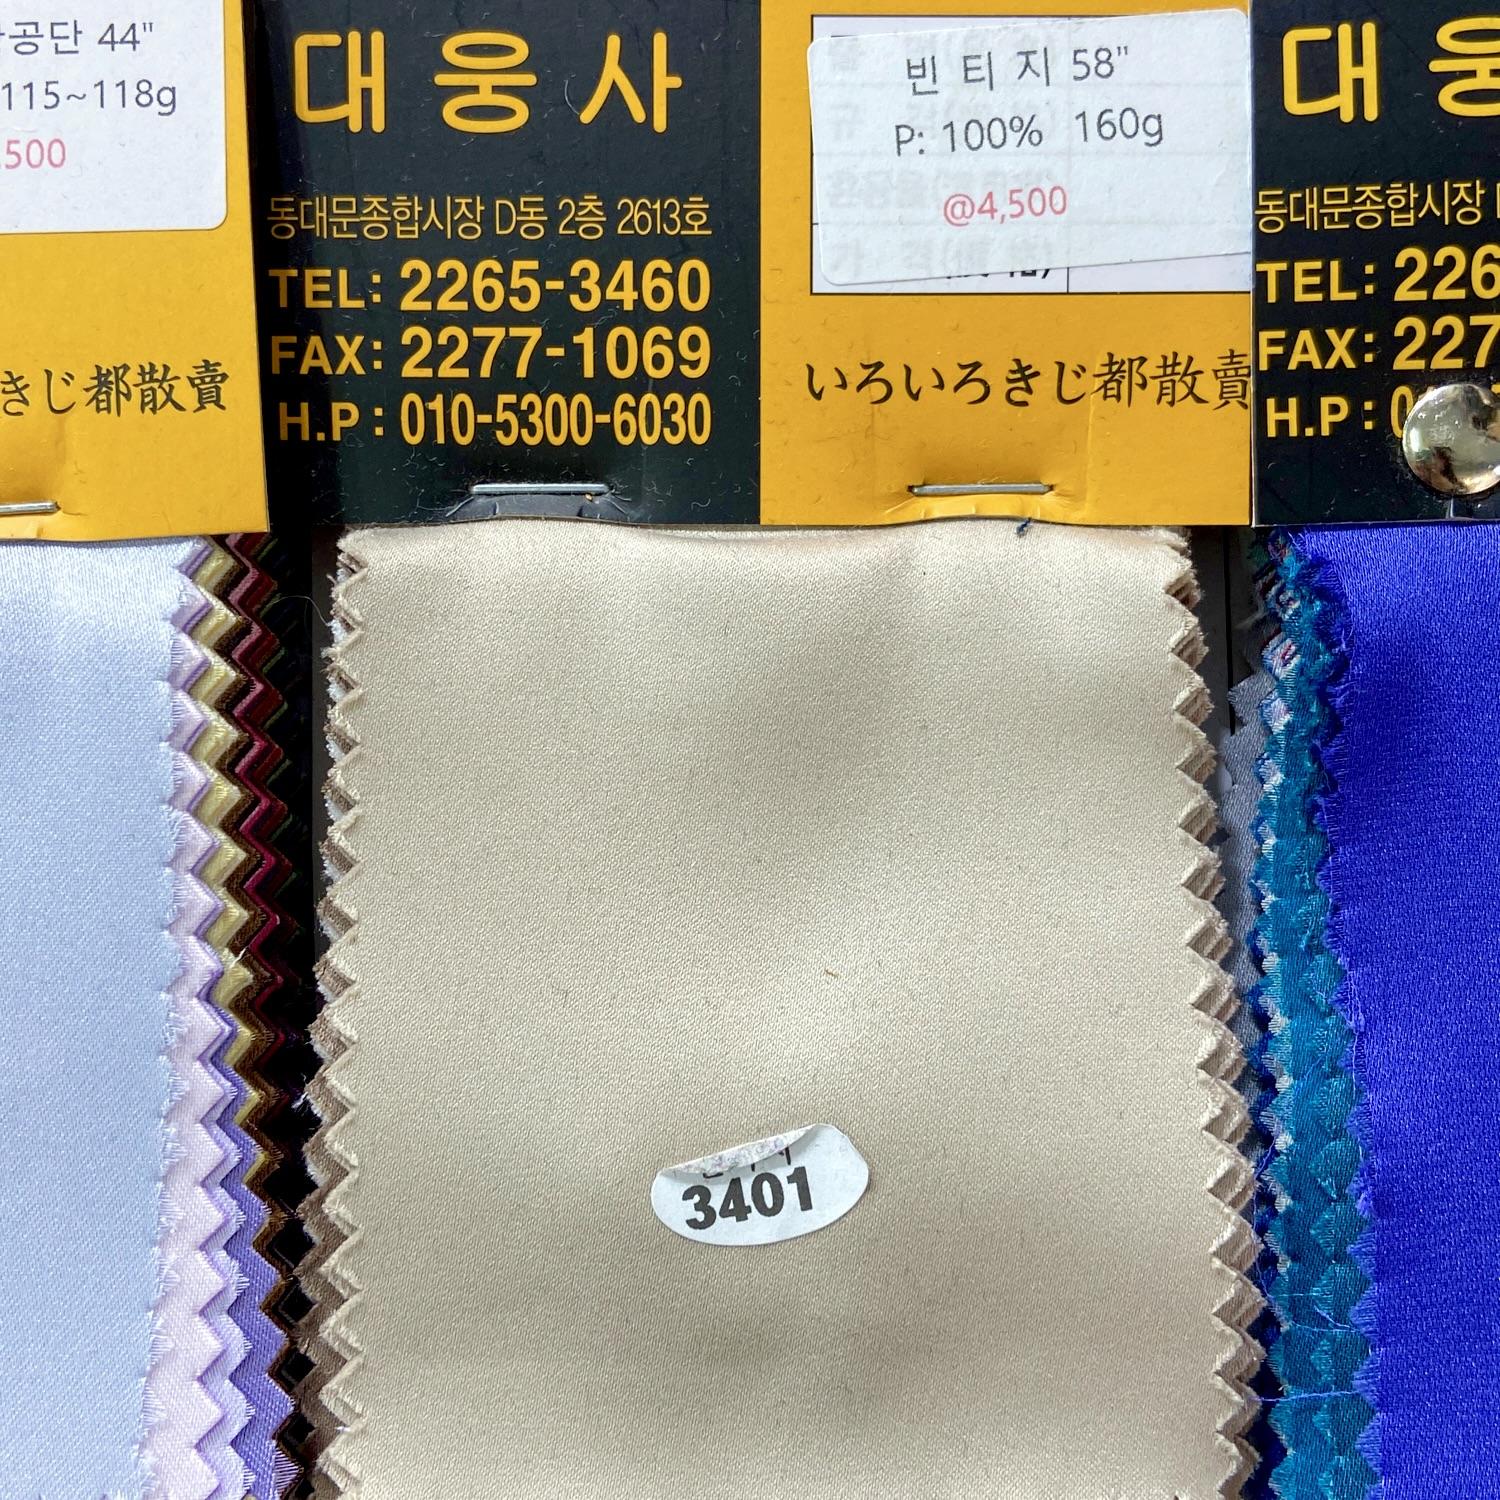 공단 44"
115~118g
,500
きじ都散賣
대웅사
동대문종합시장 D동 2층 2613호
TEL: 2265-3460
FAX: 2277-1069
H.P : 010-5300-6030
빈 티 지 58"
P: 100% 160g
@4,500
いろいろきじ都散賣
대 웅
동대문종합시장
TEL: 226
FAX: 227
H.P : 0
3401